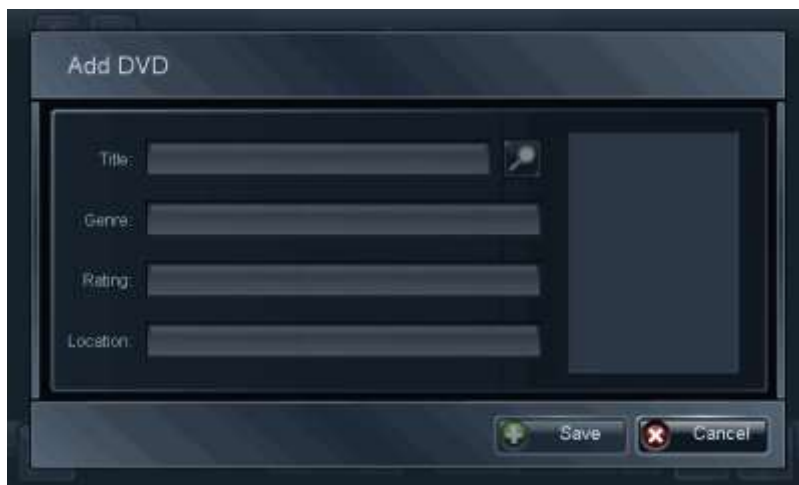 Add DVD
Title:
Genre:
Rating:
Location:
Save
Cancel